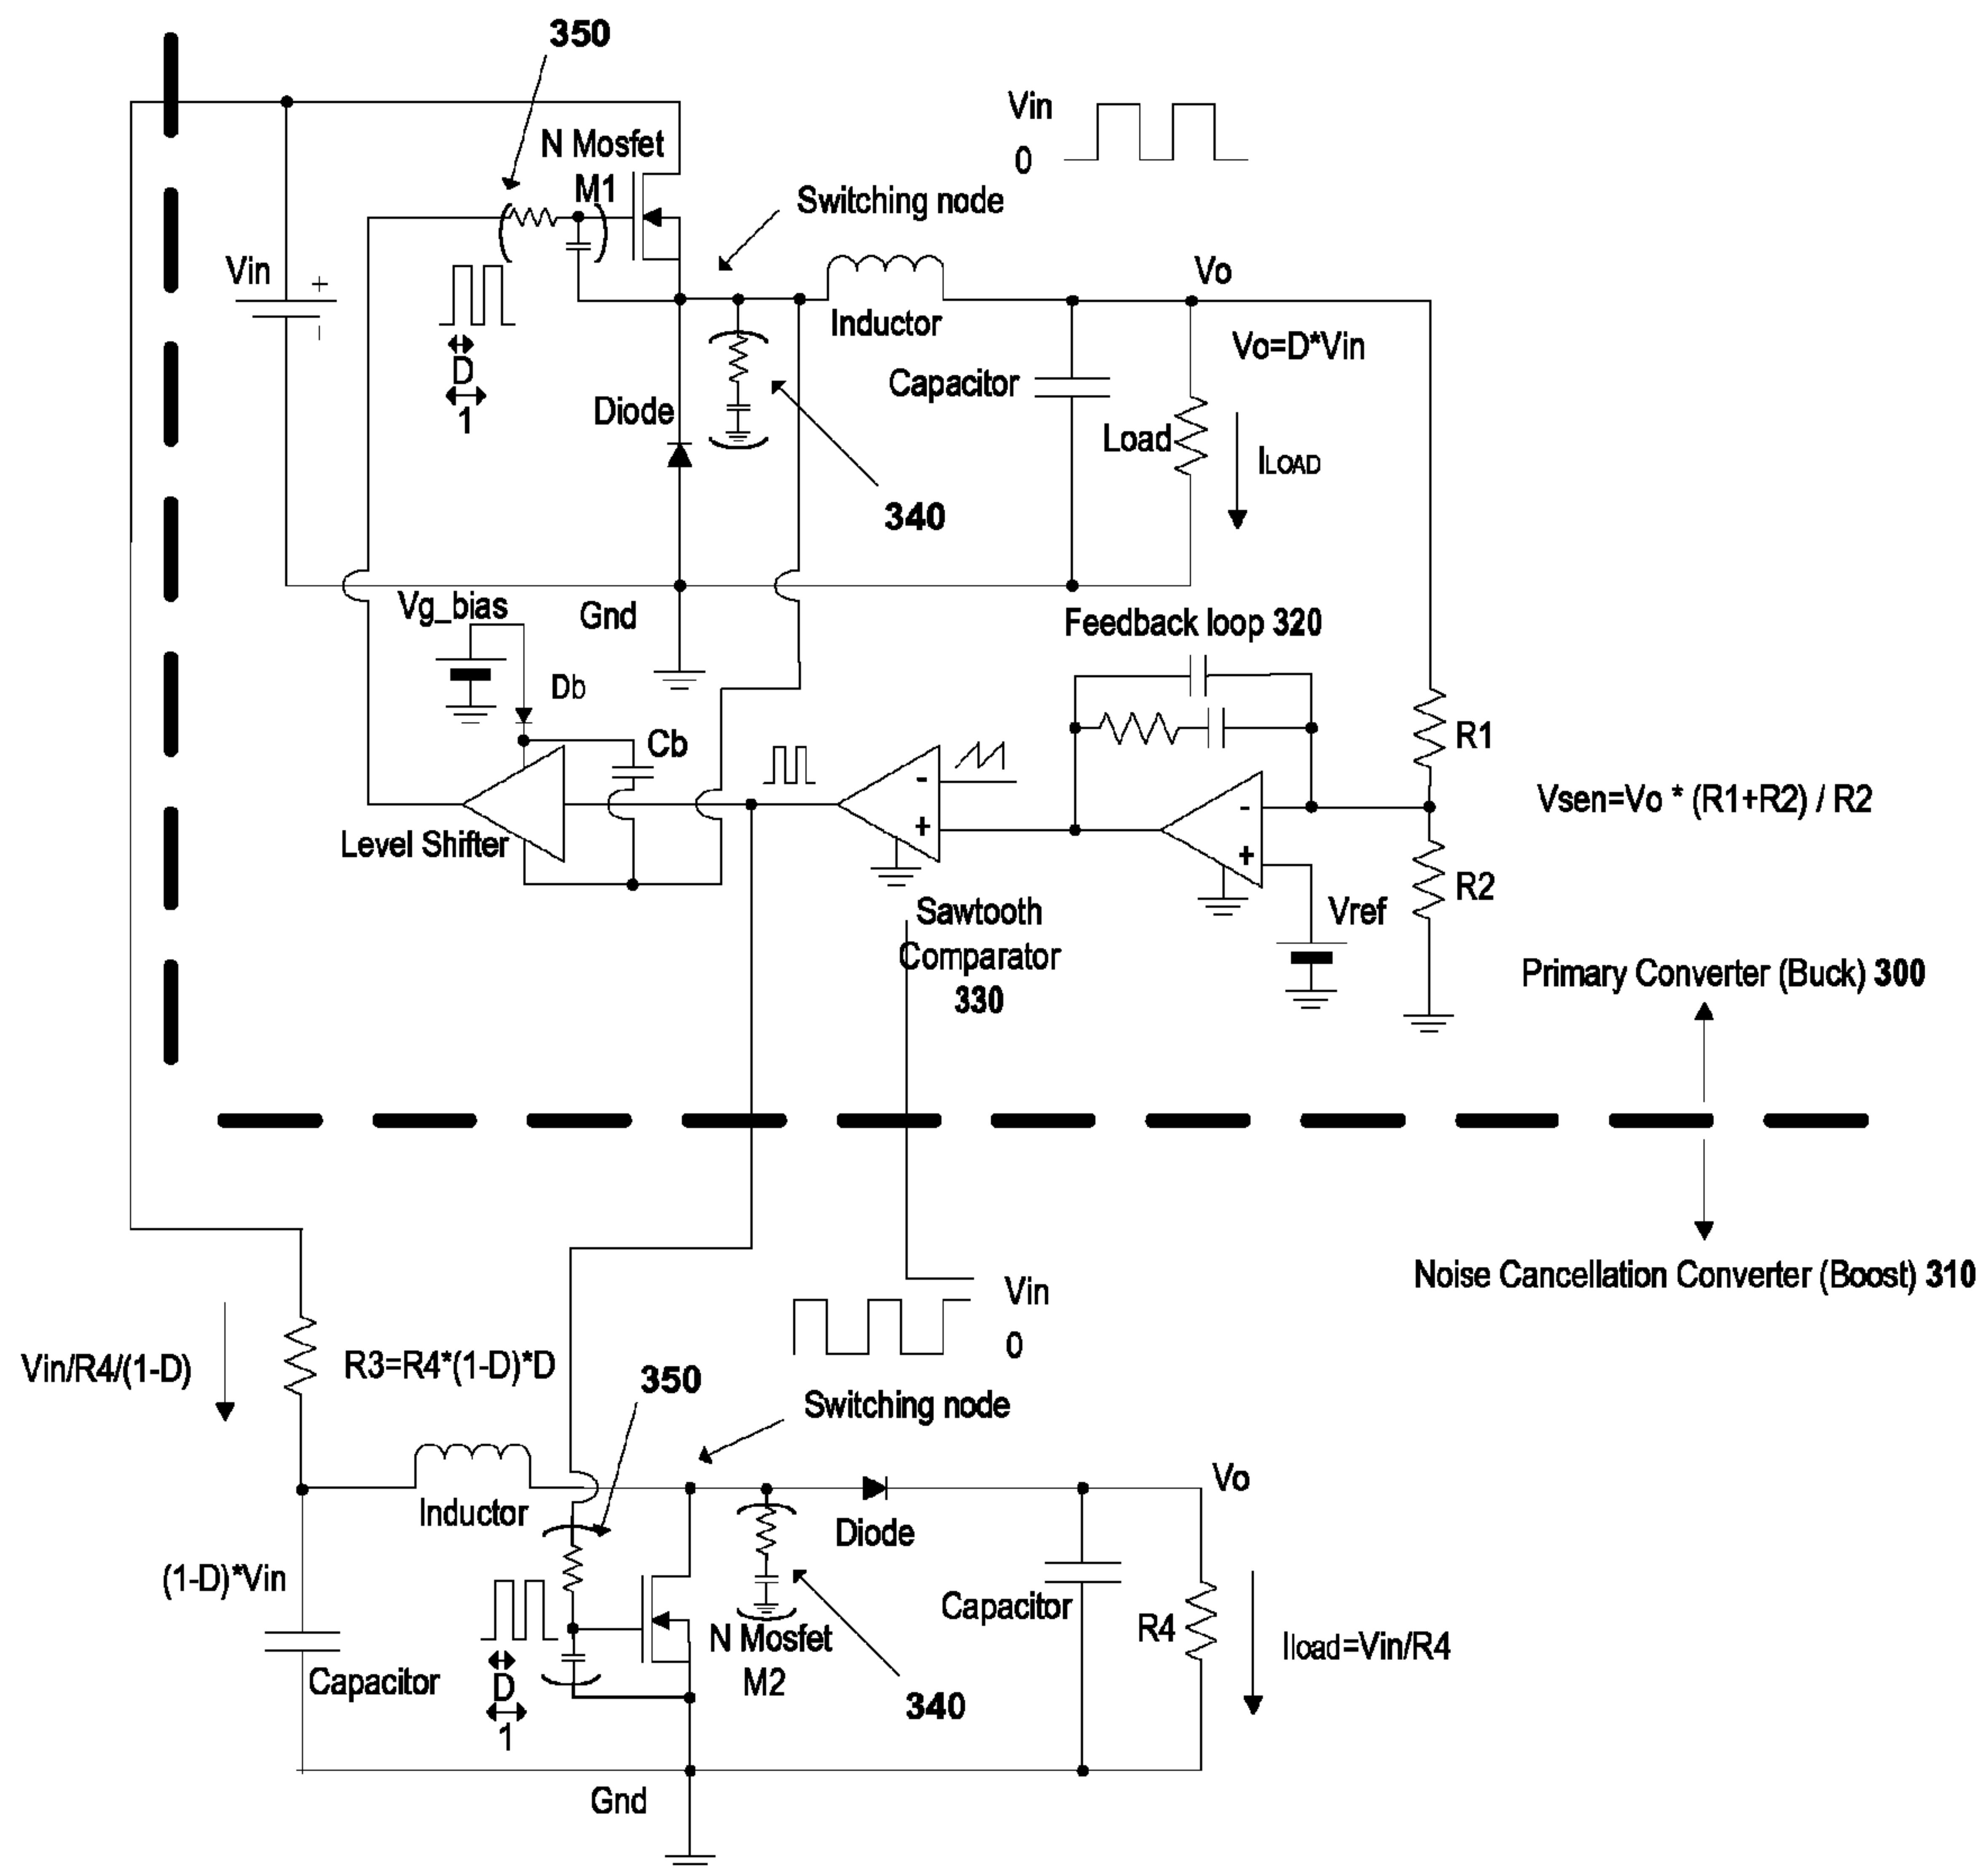 350
Vin
0
N Mosfet
M1
Switching node
Vin
+
-
D
1
Inductor
Vo
Vo=D*Vin
Capacitor
Diode
Load
ILOAD
340
Vg_bias
Gnd
Feedback loop 320
Db
Cb
R1
-
+
-
+
Vsen=Vo * (R1+R2) / R2
Level Shifter
R2
Vref
Sawtooth
Comparator
330
Primary Converter (Buck) 300
Noise Cancellation Converter (Boost) 310
Vin
0
Vin/R4/(1-D)
R3=R4*(1-D)*D
350
Switching node
Vo
Inductor
Diode
(1-D)*Vin
Capacitor
D
1
N Mosfet
M2
Capacitor
R4
Iload=Vin/R4
340
Gnd